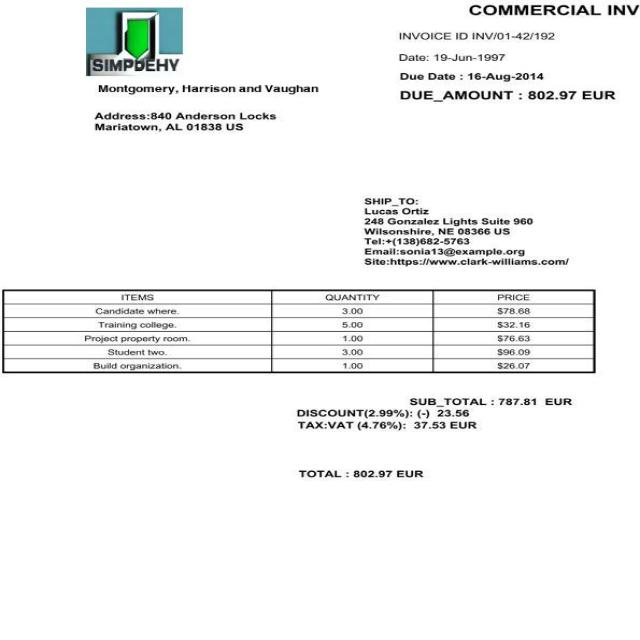 COMMERCIAL INV
INVOICE ID INV/01-42/192
Date: 19-Jun-1997
Due Date : 16-Aug-2014
DUE_AMOUNT : 802.97 EUR
SIMPDEHY
Montgomery, Harrison and Vaughan
Address:840 Anderson Locks
Mariatown, AL 01838 US
SHIP_TO:
Lucas Ortiz
248 Gonzalez Lights Suite 960
Wilsonshire, NE 08366 US
Tel:+(138)682-5763
Email:sonia13@example.org
Site:https://www.clark-williams.com/
ITEMS QUANTITY PRICE
Candidate where. 3.00 $78.68
Training college. 5.00 $32.16
Project property room. 1.00 $76.63
Student two. 3.00 $96.09
Build organization. 1.00 $26.07
SUB_TOTAL : 787.81 EUR
DISCOUNT(2.99%): (-) 23.56
TAX:VAT (4.76%): 37.53 EUR
TOTAL : 802.97 EUR